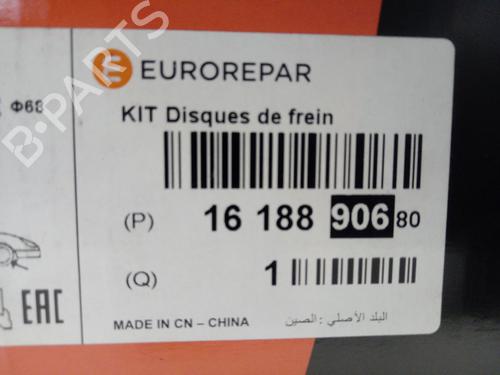 EUROREPAR
Φ68
KIT Disques de frein
(P) 16 188 906 80
(Q) 1
EAC
MADE IN CN – CHINA
البلد الأصلي : الصين
B-PARTS